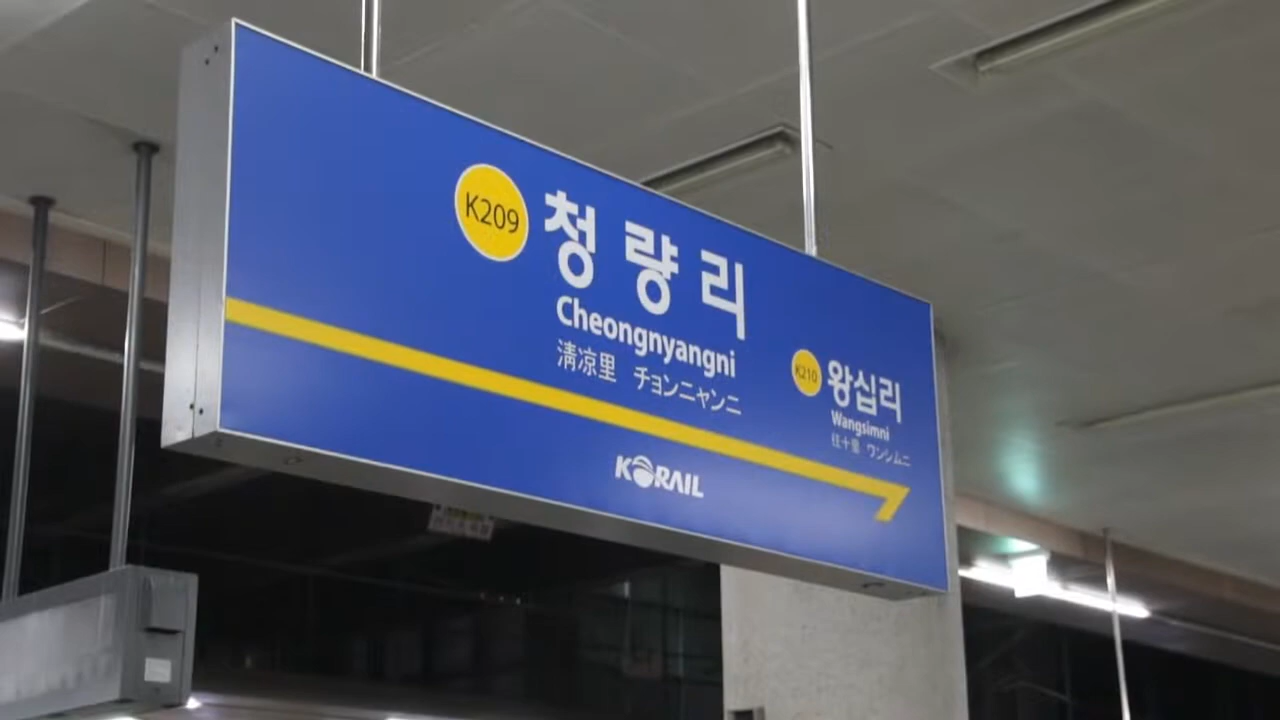 K209
청량리
Cheongnyangni
清凉里 チョンニャンニ
K210
왕십리
Wangsimni
往十里 ワンシムニ
KORAIL